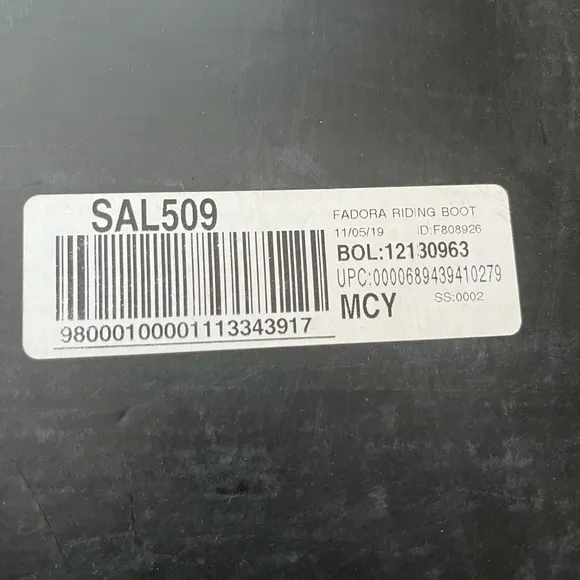 SAL509
98000100001113343917
FADORA RIDING BOOT
11/05/19 ID:F808926
BOL:12130963
UPC:0000689439410279
MCY SS:0002